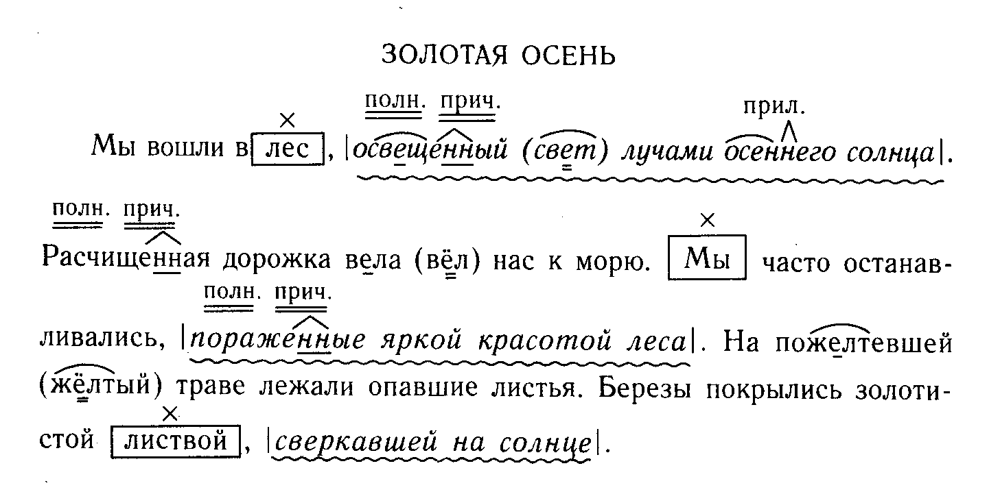 ЗОЛОТАЯ ОСЕНЬ
полн. прич. прил.
Мы вошли в лес, |освещенный (свет) лучами осеннего солнца|.
полн. прич.
Расчищенная дорожка вела (вёл) нас к морю. Мы часто останав-
полн. прич.
ливались, |пораженные яркой красотой леса|. На пожелтевшей
(жёлтый) траве лежали опавшие листья. Березы покрылись золоти-
стой листвой, |сверкавшей на солнце|.